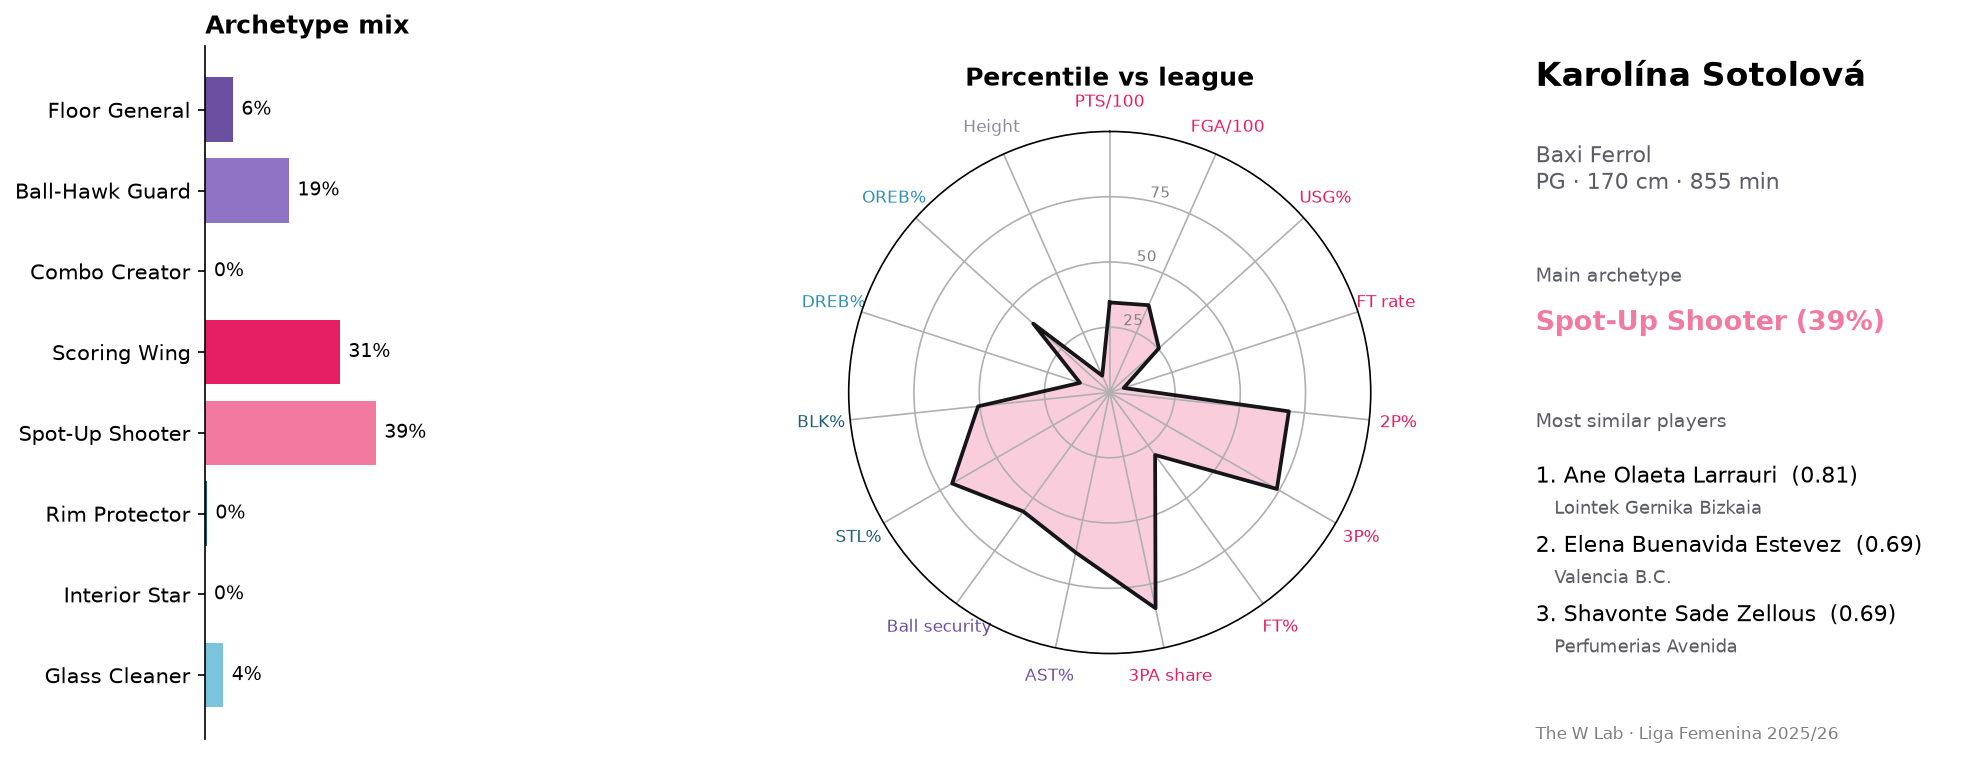 Archetype mix
Floor General
6%
Ball-Hawk Guard
19%
Combo Creator
0%
Scoring Wing
31%
Spot-Up Shooter
39%
Rim Protector
0%
Interior Star
0%
Glass Cleaner
4%
Percentile vs league
PTS/100
FGA/100
USG%
FT rate
2P%
3P%
FT%
3PA share
AST%
Ball security
STL%
BLK%
DREB%
OREB%
Height
75
50
25
Karolína Sotolová
Baxi Ferrol
PG · 170 cm · 855 min
Main archetype
Spot-Up Shooter (39%)
Most similar players
1. Ane Olaeta Larrauri (0.81)
Lointek Gernika Bizkaia
2. Elena Buenavida Estevez (0.69)
Valencia B.C.
3. Shavonte Sade Zellous (0.69)
Perfumerias Avenida
The W Lab · Liga Femenina 2025/26